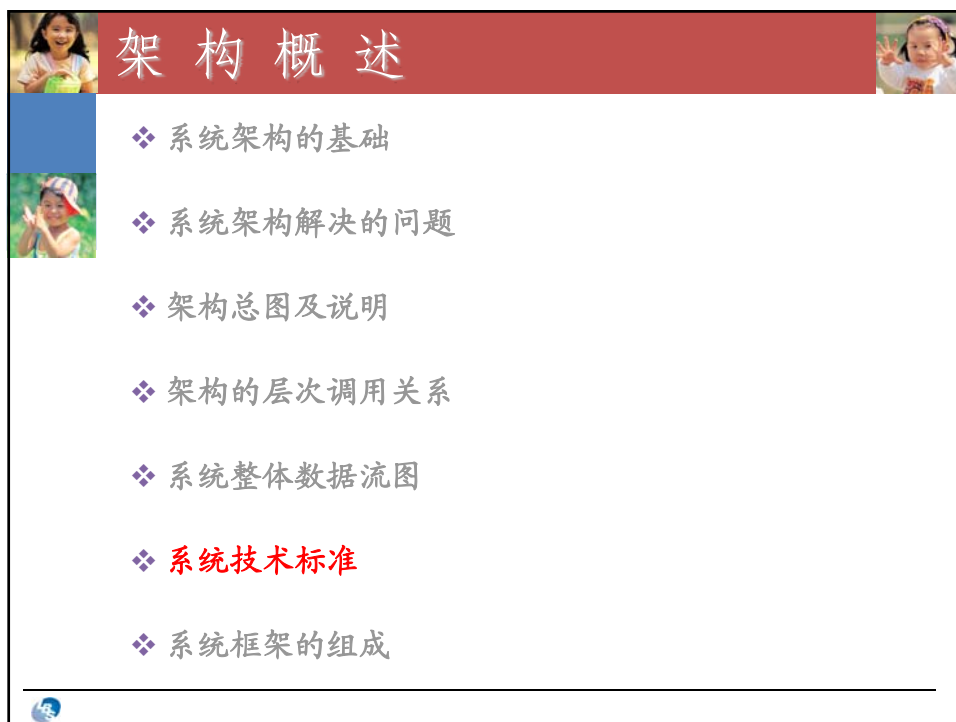 架 构 概 述
系统架构的基础
系统架构解决的问题
架构总图及说明
架构的层次调用关系
系统整体数据流图
系统技术标准
系统框架的组成
LBS